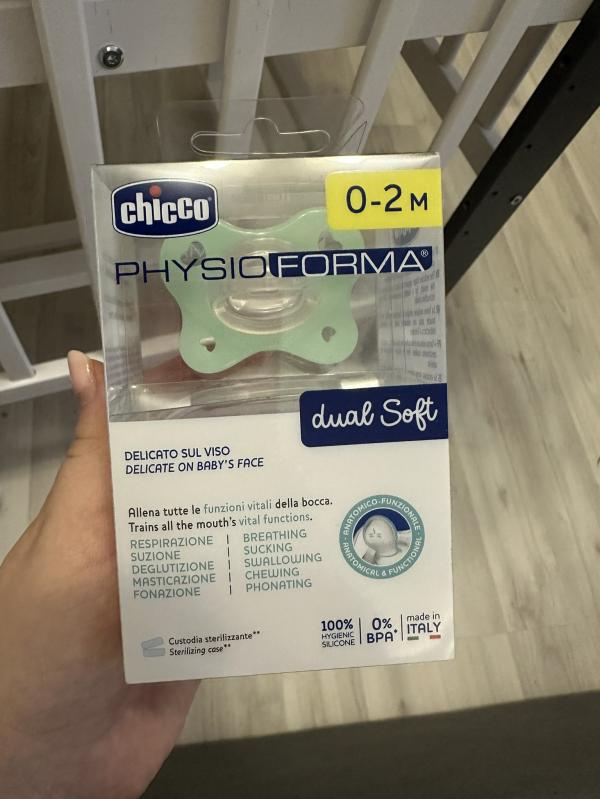 chicco
0-2 M
PHYSIOFORMA®
dual Soft
DELICATO SUL VISO
DELICATE ON BABY'S FACE
Allena tutte le funzioni vitali della bocca.
Trains all the mouth's vital functions.
RESPIRAZIONE
SUZIONE
DEGLUTIZIONE
MASTICAZIONE
FONAZIONE
BREATHING
SUCKING
SWALLOWING
CHEWING
PHONATING
ANATOMICO-FUNZIONALE
ANATOMICAL & FUNCTIONAL
Custodia sterilizzante**
Sterilizing case**
100%
HYGIENIC
SILICONE
0%
BPA*
made in
ITALY